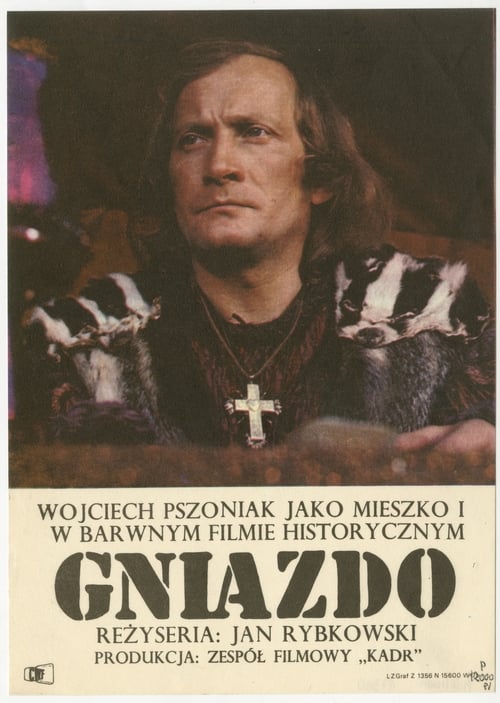 WOJCIECH PSZONIAK JAKO MIESZKO I
W BARWNYM FILMIE HISTORYCZNYM
GNIAZDO
REŻYSERIA: JAN RYBKOWSKI
PRODUKCJA: ZESPÓŁ FILMOWY „KADR”
LZGraf Z 1356 N 15600